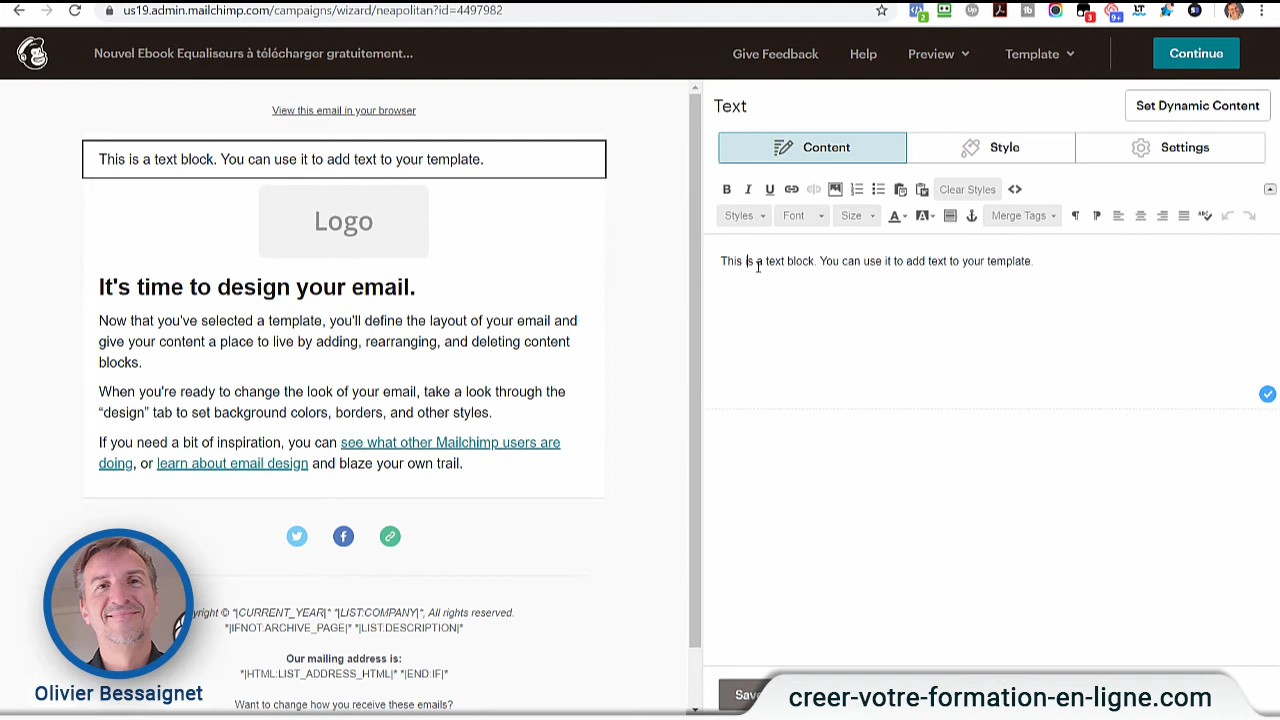 us19.admin.mailchimp.com/campaigns/wizard/neapolitan?id=4497982
2
3
9+
Nouvel Ebook Equaliseurs à télécharger gratuitement...
Give Feedback
Help
Preview
Template
Continue
View this email in your browser
This is a text block. You can use it to add text to your template.
Logo
It's time to design your email.
Now that you've selected a template, you'll define the layout of your email and
give your content a place to live by adding, rearranging, and deleting content
blocks.
When you're ready to change the look of your email, take a look through the
“design” tab to set background colors, borders, and other styles.
If you need a bit of inspiration, you can see what other Mailchimp users are
doing, or learn about email design and blaze your own trail.
© *|CURRENT_YEAR|* *|LIST:COMPANY|*, All rights reserved.
*|IFNOT:ARCHIVE_PAGE|* *|LIST:DESCRIPTION|*
Our mailing address is:
*|HTML:LIST_ADDRESS_HTML|* *|END:IF|*
Want to change how you receive these emails?
Text
Set Dynamic Content
Content
Style
Settings
B I U
Clear Styles
Styles
Font
Size
A
A
Merge Tags
This is a text block. You can use it to add text to your template.
Olivier Bessaignet
creer-votre-formation-en-ligne.com